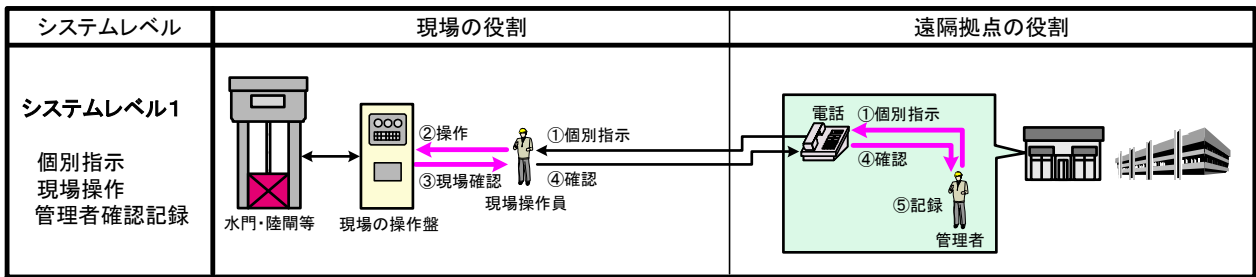 システムレベル
現場の役割
遠隔拠点の役割
システムレベル1
個別指示
現場操作
管理者確認記録
水門・陸閘等
現場の操作盤
②操作
③現場確認
①個別指示
④確認
現場操作員
電話
①個別指示
④確認
⑤記録
管理者